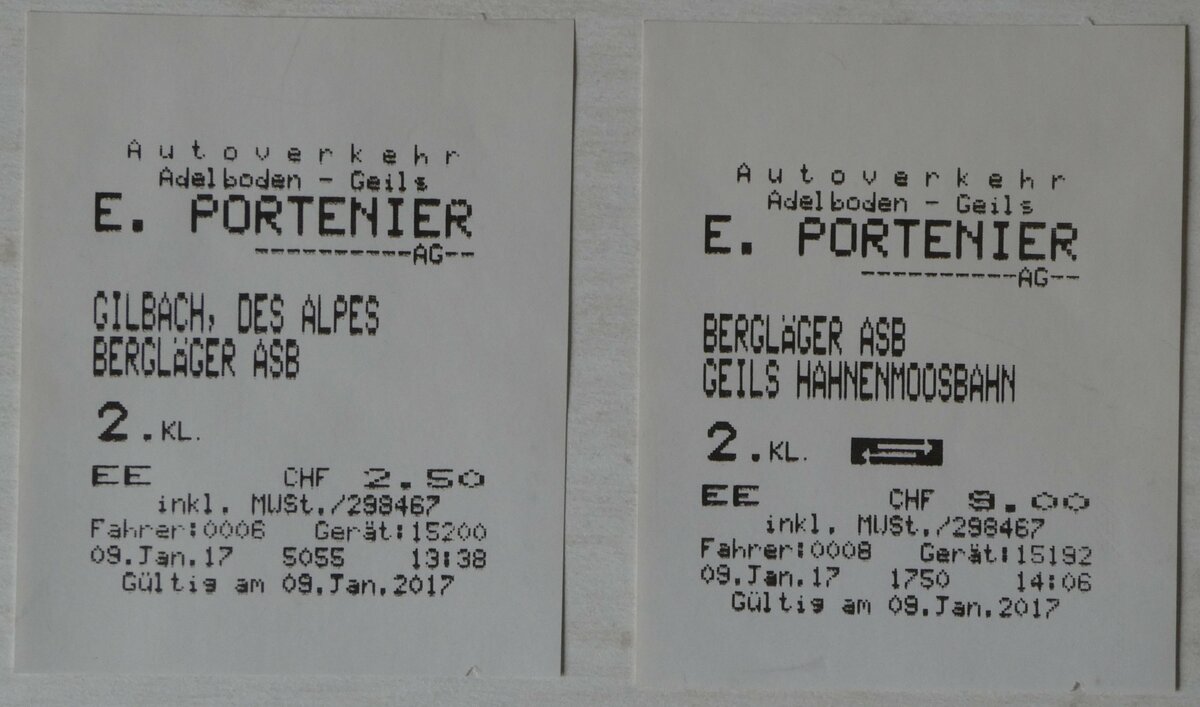 Autoverkehr
Adelboden - Geils
E. PORTENIER
----------AG--
GILBACH, DES ALPES
BERGLÄGER ASB
2. KL.
EE CHF 2.50
inkl. MWSt./298467
Fahrer:0006 Gerät:15200
09.Jan.17 5055 13:38
Gültig am 09.Jan.2017
Autoverkehr
Adelboden - Geils
E. PORTENIER
----------AG--
BERGLÄGER ASB
GEILS HAHNENMOOSBAHN
2. KL.
EE CHF 9.00
inkl. MWSt./298467
Fahrer:0008 Gerät:15192
09.Jan.17 1750 14:06
Gültig am 09.Jan.2017